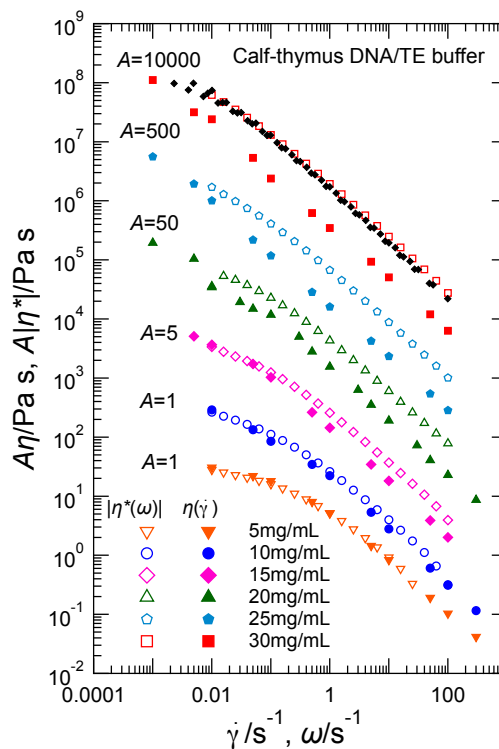 10^9
10^8
10^7
10^6
10^5
10^4
10^3
10^2
10^1
10^0
10^-1
10^-2
Aη/Pa s, A|η*|/Pa s
Calf-thymus DNA/TE buffer
A=10000
A=500
A=50
A=5
A=1
A=1
|η*(ω)| η(γ̇)
5mg/mL
10mg/mL
15mg/mL
20mg/mL
25mg/mL
30mg/mL
0.0001 0.01 1 100
γ̇/s^-1, ω/s^-1